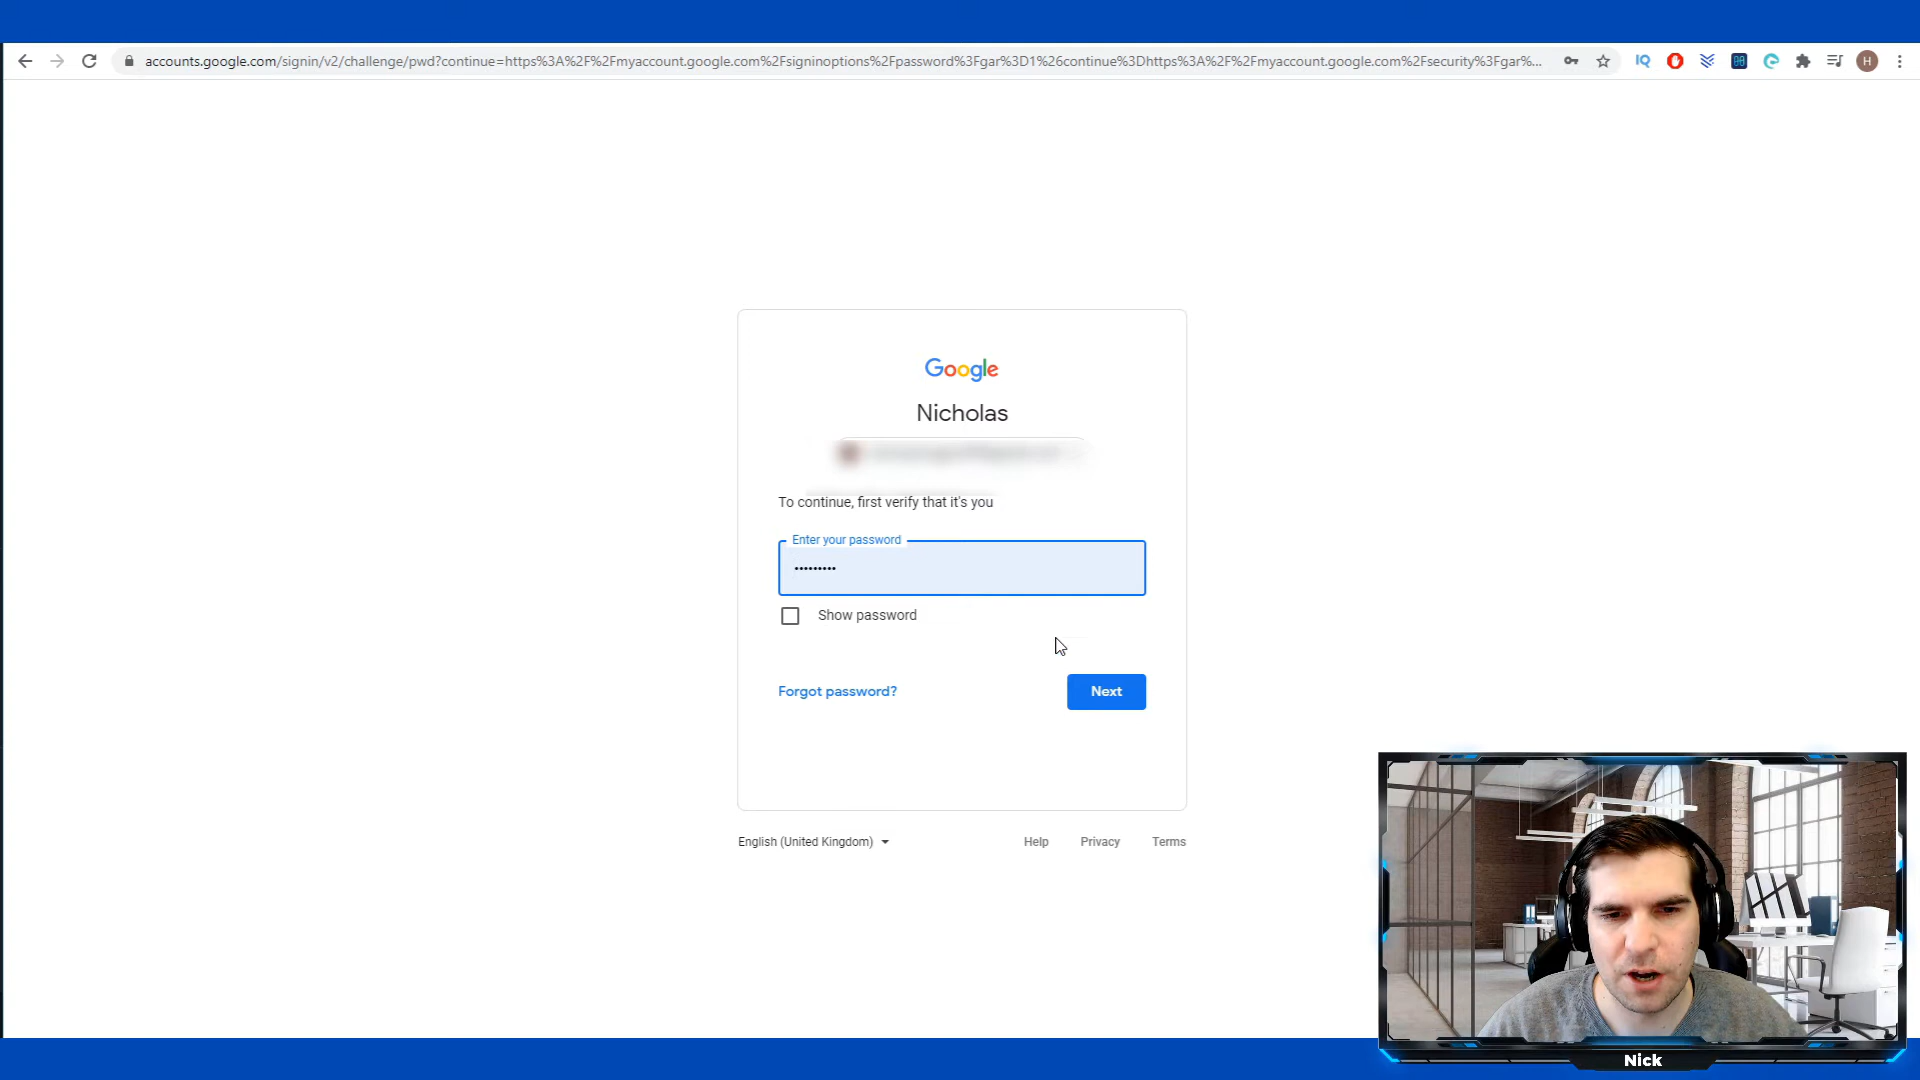 accounts.google.com/signin/v2/challenge/pwd?continue=https%3A%2F%2Fmyaccount.google.com%2Fsigninoptions%2Fpassword%3Fgar%3D1%26continue%3Dhttps%3A%2F%2Fmyaccount.google.com%2Fsecurity%3Fgar%...
IQ
H
Google
Nicholas
To continue, first verify that it's you
Enter your password
•••••••••
Show password
Forgot password?
Next
English (United Kingdom)
Help
Privacy
Terms
Nick